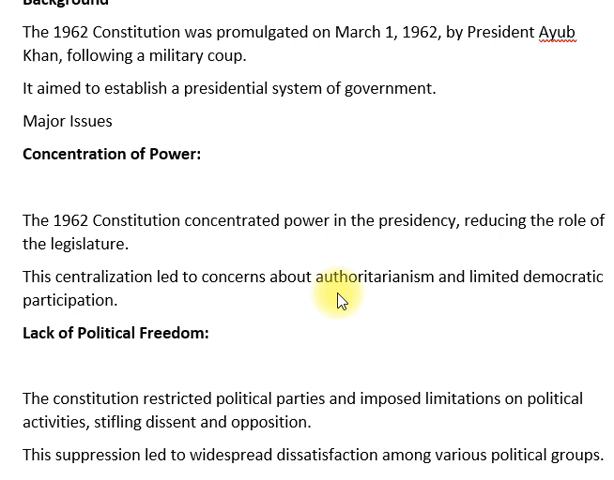 Background
The 1962 Constitution was promulgated on March 1, 1962, by President Ayub
Khan, following a military coup.
It aimed to establish a presidential system of government.
Major Issues
Concentration of Power:
The 1962 Constitution concentrated power in the presidency, reducing the role of
the legislature.
This centralization led to concerns about authoritarianism and limited democratic
participation.
Lack of Political Freedom:
The constitution restricted political parties and imposed limitations on political
activities, stifling dissent and opposition.
This suppression led to widespread dissatisfaction among various political groups.